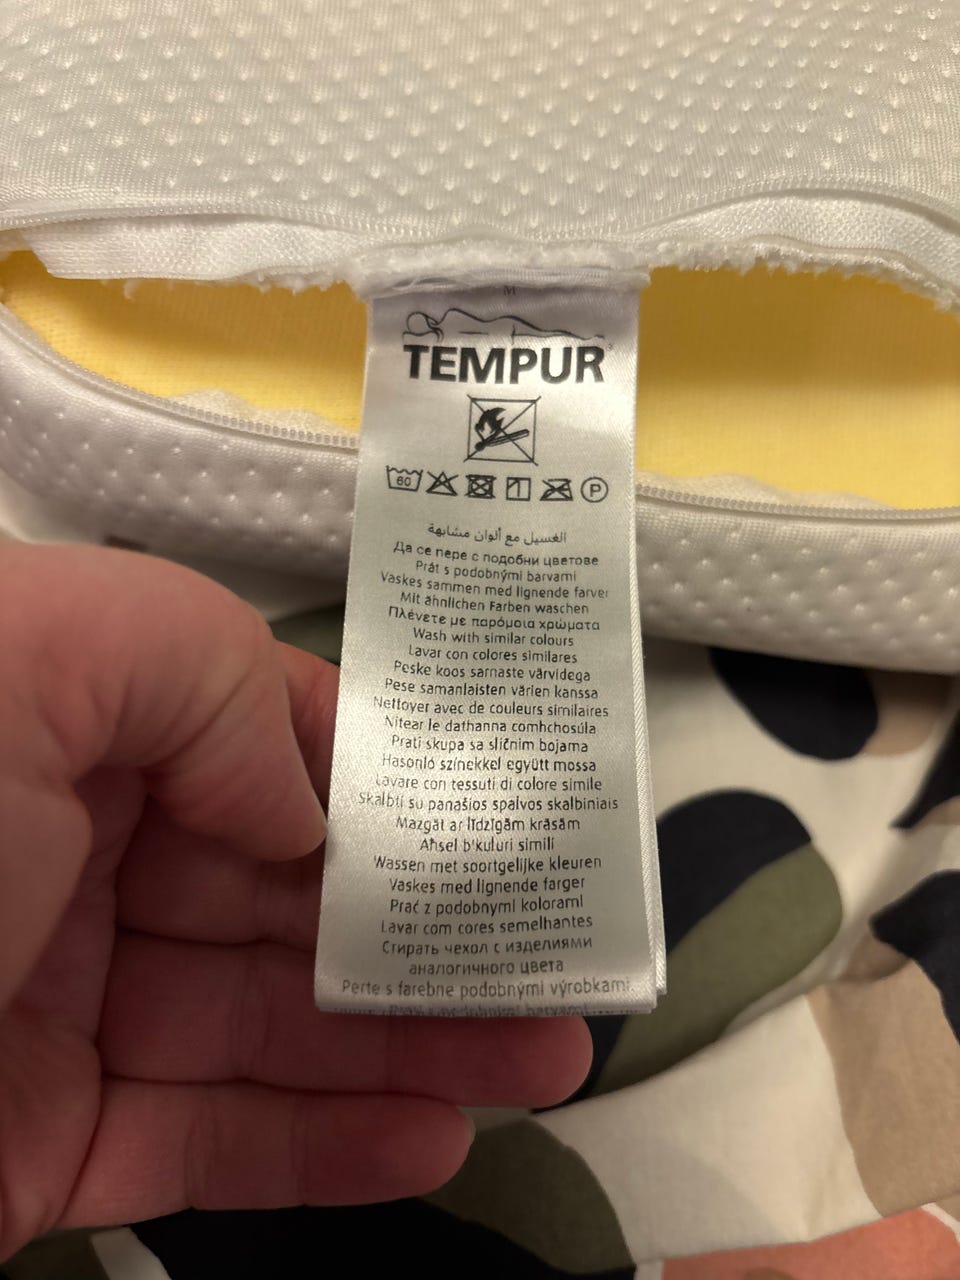 M
TEMPUR
60
P
الغسيل مع ألوان مشابهة
Да се пере с подобни цветове
Prát s podobnými barvami
Vaskes sammen med lignende farver
Mit ähnlichen Farben waschen
Πλένετε με παρόμοια χρώματα
Wash with similar colours
Lavar con colores similares
Peske koos sarnaste värvidega
Pese samanlaisten värien kanssa
Nettoyer avec de couleurs similaires
Nitear le dathanna comhchosúla
Prati skupa sa sličnim bojama
Hasonló színekkel együtt mossa
Lavare con tessuti di colore simile
Skalbti su panašios spalvos skalbiniais
Mazgāt ar līdzīgām krāsām
Aħsel b'kuluri simili
Wassen met soortgelijke kleuren
Vaskes med lignende farger
Prać z podobnymi kolorami
Lavar com cores semelhantes
Стирать чехол с изделиями
аналогичного цвета
Perte s farebne podobnými výrobkami.